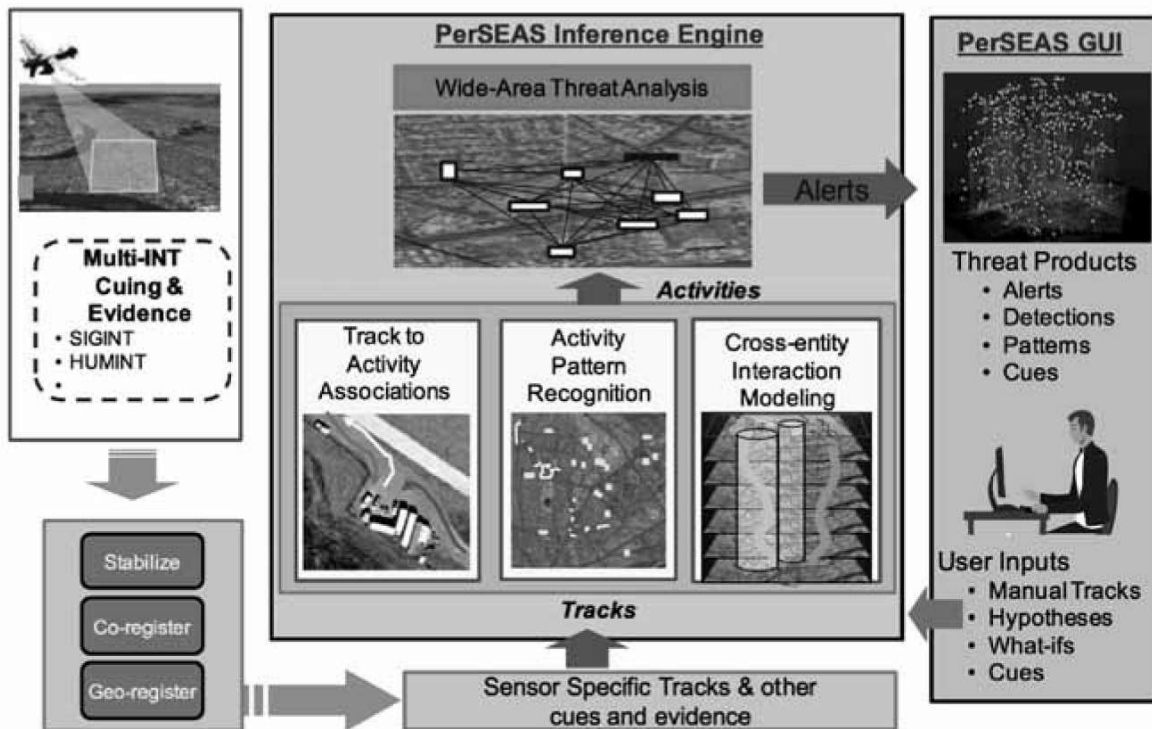 Multi-INT
Cuing &
Evidence
• SIGINT
• HUMINT
•
Stabilize
Co-register
Geo-register
PerSEAS Inference Engine
Wide-Area Threat Analysis
Alerts
Activities
Track to
Activity
Associations
Activity
Pattern
Recognition
Cross-entity
Interaction
Modeling
Tracks
Sensor Specific Tracks & other
cues and evidence
PerSEAS GUI
Threat Products
• Alerts
• Detections
• Patterns
• Cues
User Inputs
• Manual Tracks
• Hypotheses
• What-ifs
• Cues